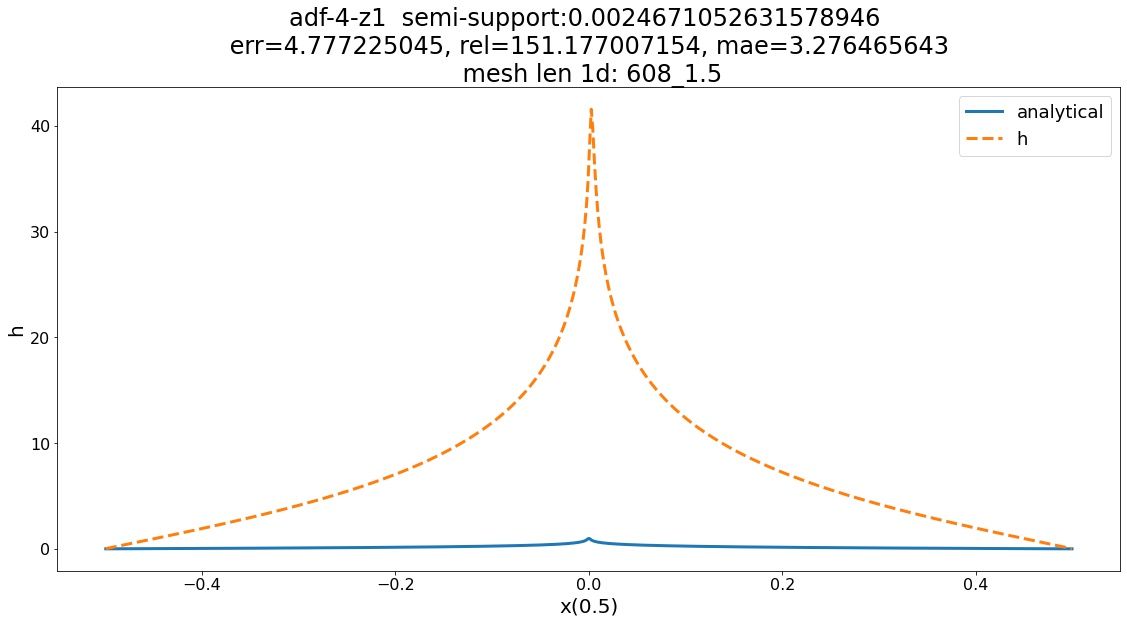 adf-4-z1 semi-support:0.0024671052631578946
err=4.777225045, rel=151.177007154, mae=3.276465643
mesh len 1d: 608_1.5
analytical
h
40
30
20
10
0
h
−0.4
−0.2
0.0
0.2
0.4
x(0.5)